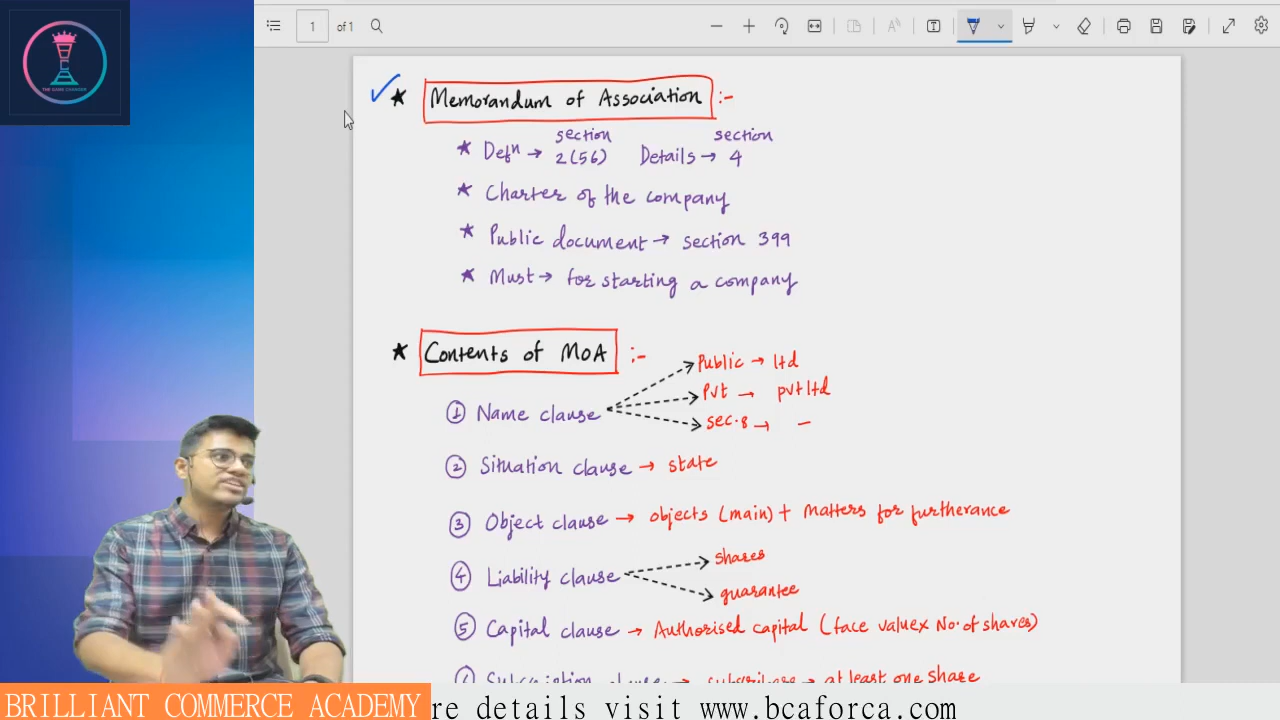 THE GAME CHANGER
1 of 1
★ Memorandum of Association :-
section section
★ Defn → 2(56) Details → 4
★ Charter of the company
★ Public document → section 399
★ Must → for starting a company
★ Contents of MoA :-
Public → ltd
① Name clause Pvt → pvt ltd
sec.8 → –
② Situation clause → state
③ Object clause → objects (main) + Matters for furtherance
④ Liability clause shares
guarantee
⑤ Capital clause → Authorised capital (face value x No. of shares)
→ at least one share
BRILLIANT COMMERCE ACADEMY re details visit www.bcaforca.com